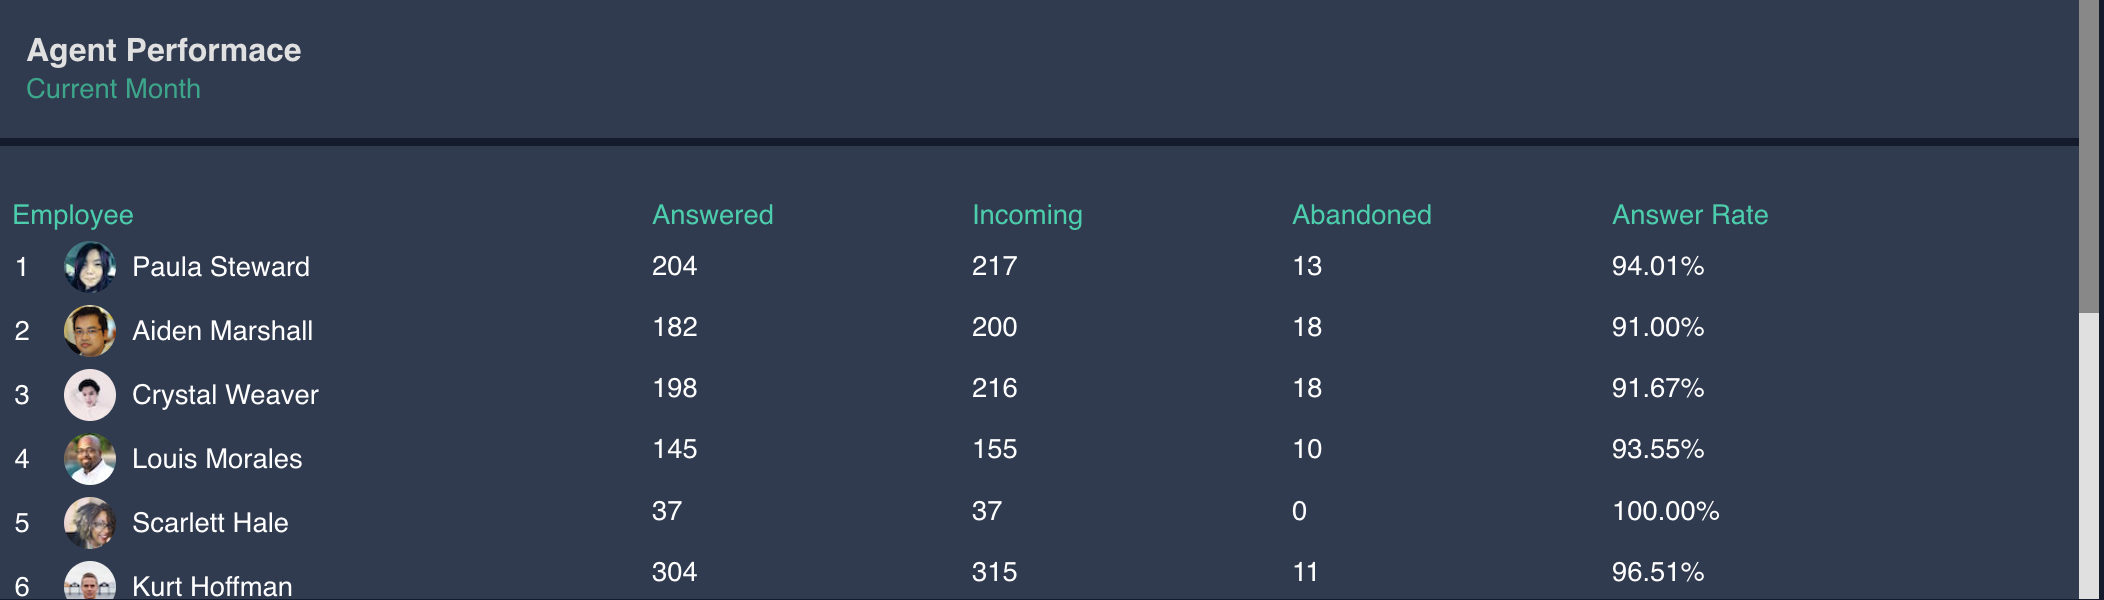 Agent Performace
Current Month
Employee Answered Incoming Abandoned Answer Rate
1 Paula Steward 204 217 13 94.01%
2 Aiden Marshall 182 200 18 91.00%
3 Crystal Weaver 198 216 18 91.67%
4 Louis Morales 145 155 10 93.55%
5 Scarlett Hale 37 37 0 100.00%
6 Kurt Hoffman 304 315 11 96.51%